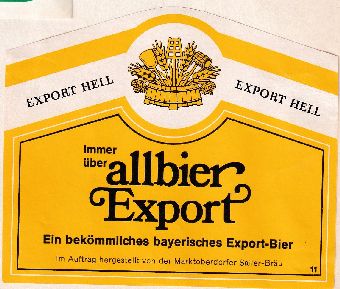 EXPORT HELL
EXPORT HELL
Immer
über allbier
Export
Ein bekömmliches bayerisches Export-Bier
Im Auftrag hergestellt von der Marktoberdorfer Sailer-Bräu
11